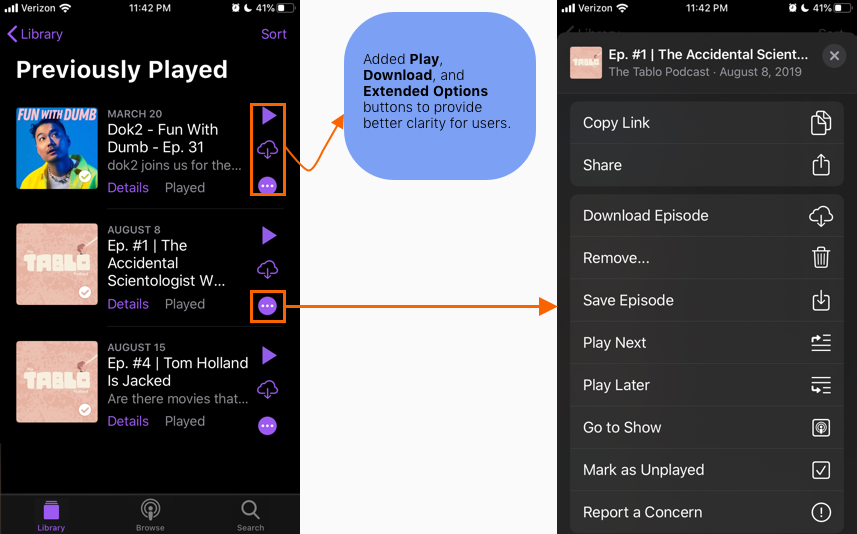 Verizon
11:42 PM
41%
Library
Sort
Previously Played
FUN WITH DUMB
MARCH 20
Dok2 - Fun With
Dumb - Ep. 31
dok2 joins us for the...
Details
Played
TABLO
AUGUST 8
Ep. #1 | The
Accidental
Scientologist W...
Details
Played
TABLO
AUGUST 15
Ep. #4 | Tom Holland
Is Jacked
Are there movies that...
Details
Played
Library
Browse
Search
Added Play,
Download, and
Extended Options
buttons to provide
better clarity for users.
Verizon
11:42 PM
41%
TABLO
Ep. #1 | The Accidental Scient...
The Tablo Podcast · August 8, 2019
Copy Link
Share
Download Episode
Remove...
Save Episode
Play Next
Play Later
Go to Show
Mark as Unplayed
Report a Concern